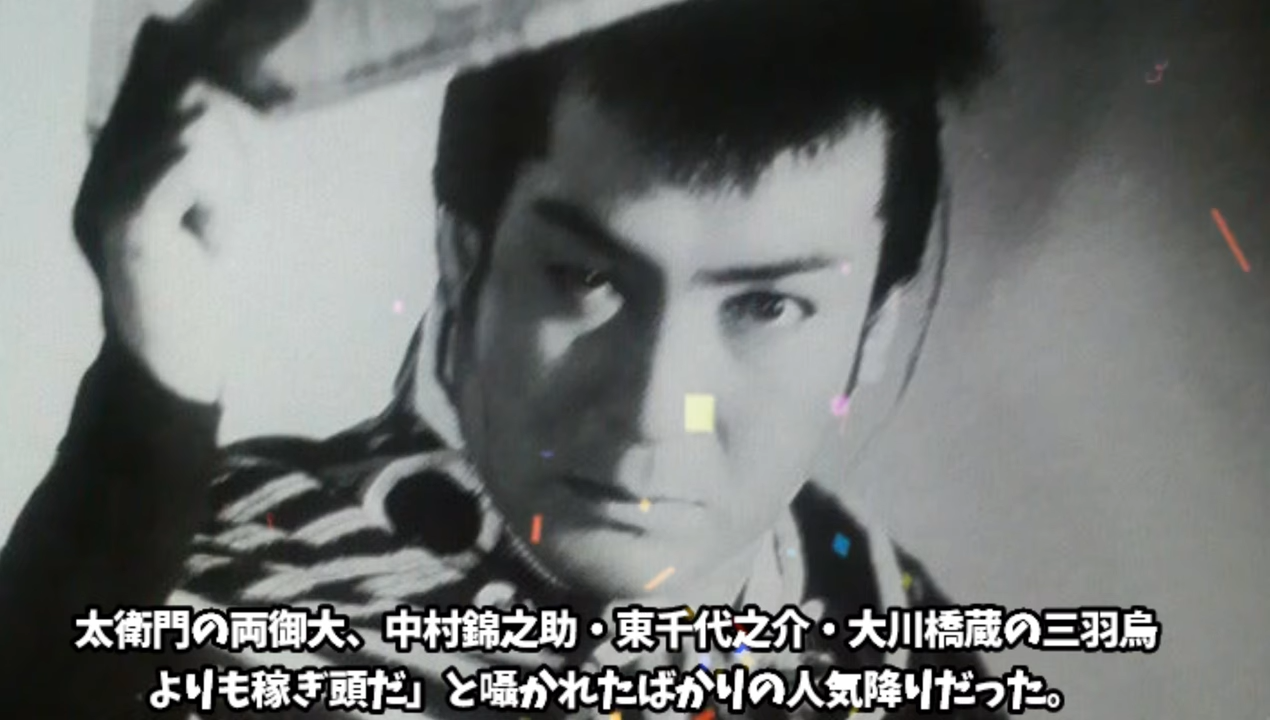 太衛門の両御大、中村錦之助・東千代之介・大川橋蔵の三羽烏
よりも稼ぎ頭だ」と囁かれたばかりの人気降りだった。